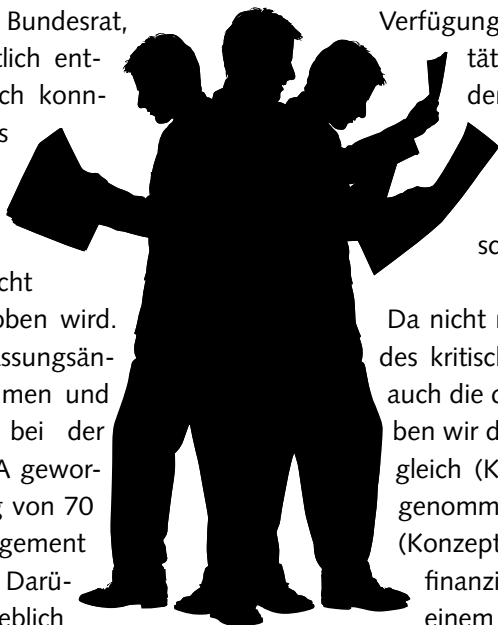 Bundesrat,
tlich ent-
ch konn-
s
cht
oben wird.
ssungsän-
men und
bei der
A gewor-
g von 70
gement
Darü-
eblich
Verfügung
tät
der
so
Da nicht
des kritisch
auch die
ben wir d
gleich (K
genomm
(Konzept
finanzi
einem